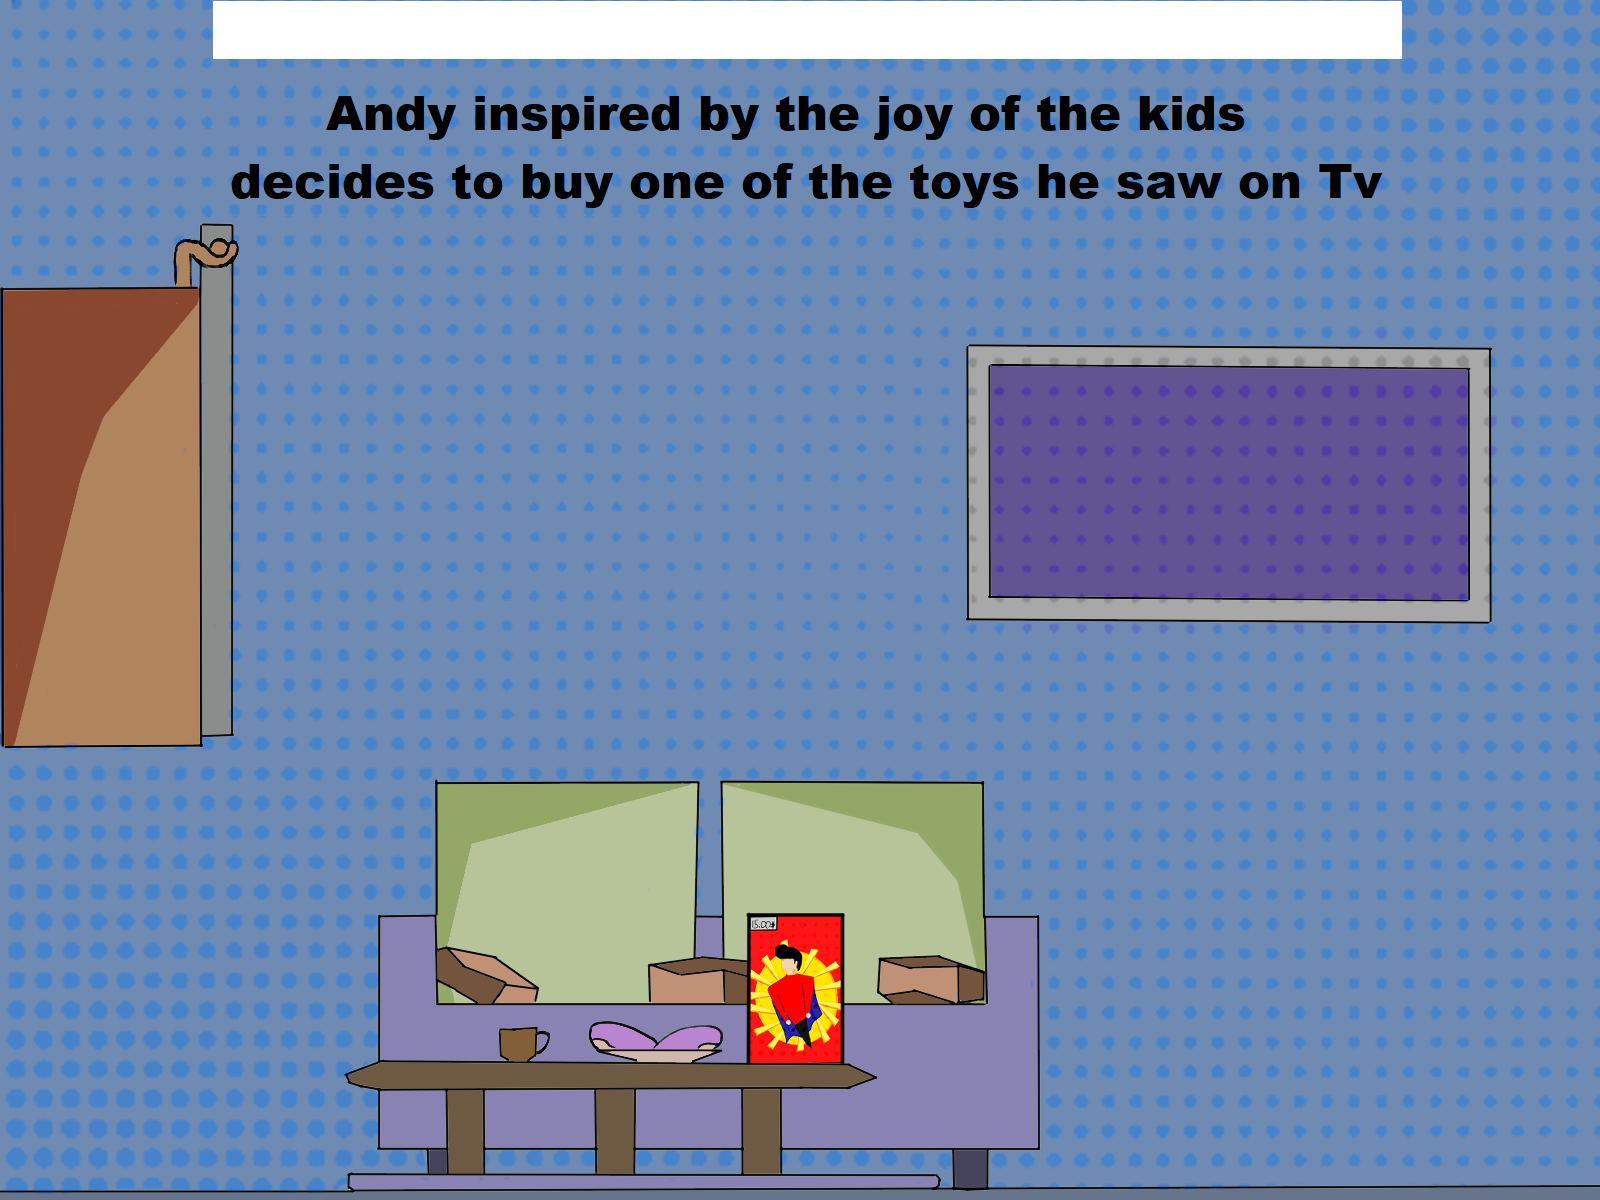 Andy inspired by the joy of the kids
decides to buy one of the toys he saw on Tv
15.00$